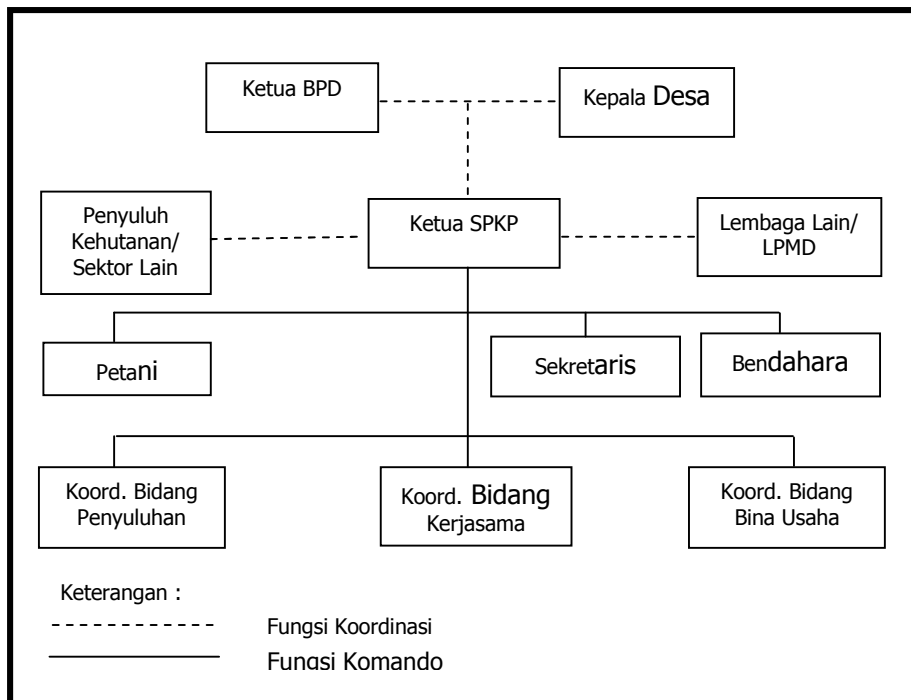 Ketua BPD
Kepala Desa
Penyuluh
Kehutanan/
Sektor Lain
Ketua SPKP
Lembaga Lain/
LPMD
Petani
Sekretaris
Bendahara
Koord. Bidang
Penyuluhan
Koord. Bidang
Kerjasama
Koord. Bidang
Bina Usaha
Keterangan :
Fungsi Koordinasi
Fungsi Komando